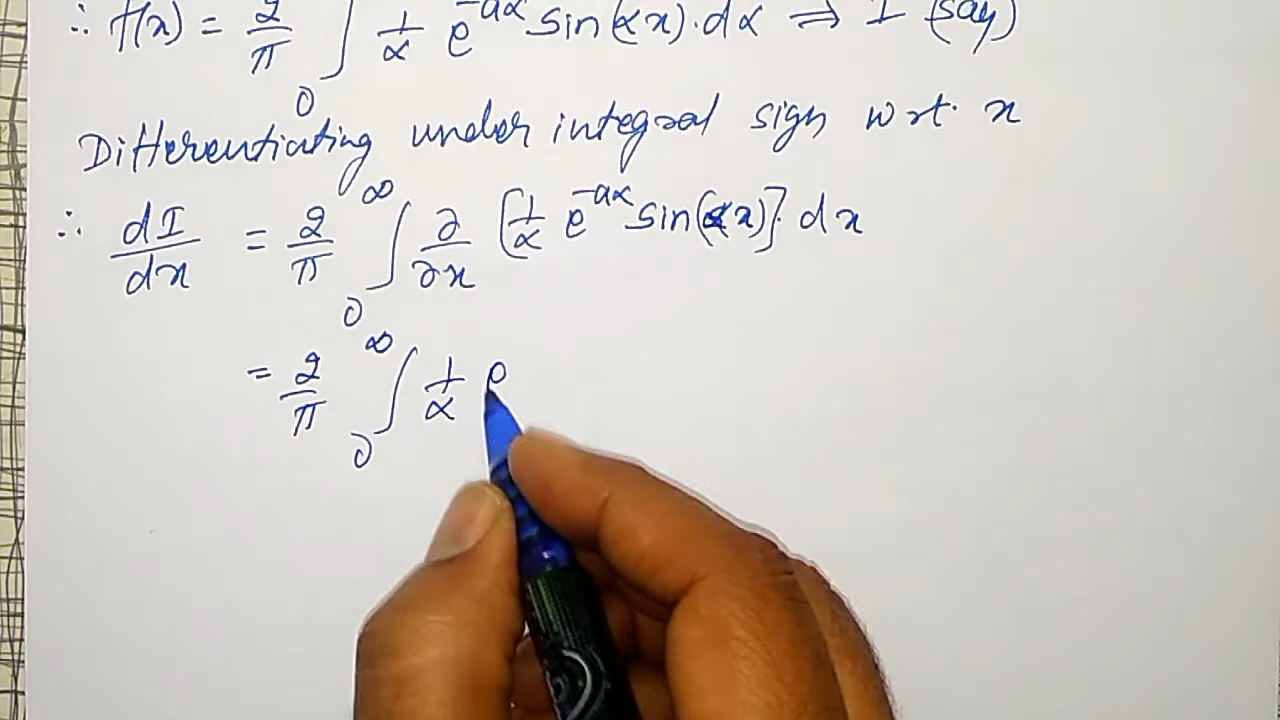 ∴ f(x) = 2/π ∫₀ 1/α e^{-aα} sin(αx)·dα ⇒ I (say)
Differentiating under integral sign w r t· x
∴ dI/dx = 2/π ∫₀^∞ ∂/∂x [1/α e^{-aα} sin(αx)]· dx
= 2/π ∫₀^∞ 1/α e